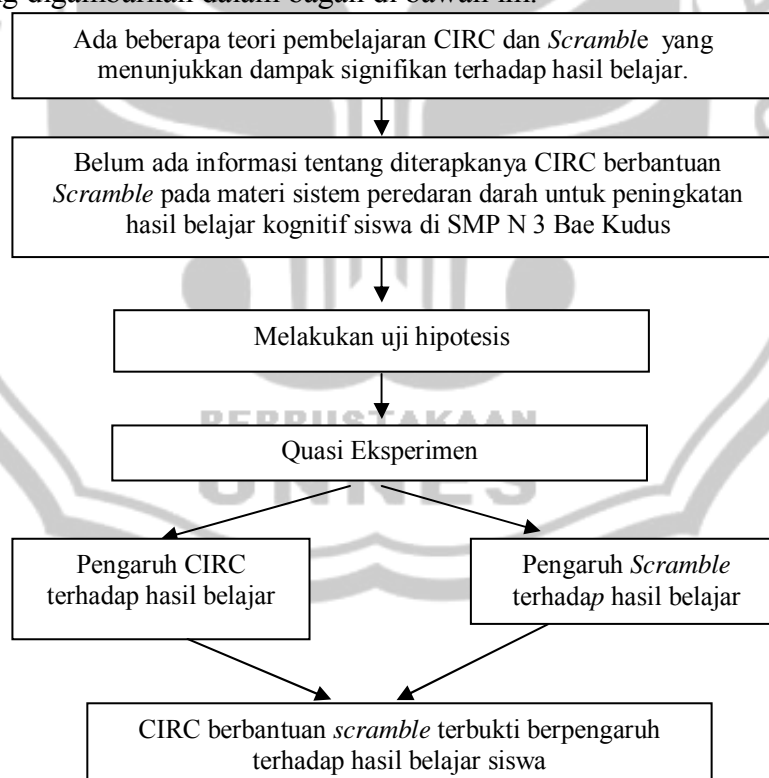 digambarkan dalam bagan di bawah ini.
Ada beberapa teori pembelajaran CIRC dan Scramble yang
menunjukkan dampak signifikan terhadap hasil belajar.
Belum ada informasi tentang diterapkanya CIRC berbantuan
Scramble pada materi sistem peredaran darah untuk peningkatan
hasil belajar kognitif siswa di SMP N 3 Bae Kudus
Melakukan uji hipotesis
PERPUSTAKAAN
Quasi Eksperimen
UNNES
Pengaruh CIRC
terhadap hasil belajar
Pengaruh Scramble
terhadap hasil belajar
CIRC berbantuan scramble terbukti berpengaruh
terhadap hasil belajar siswa